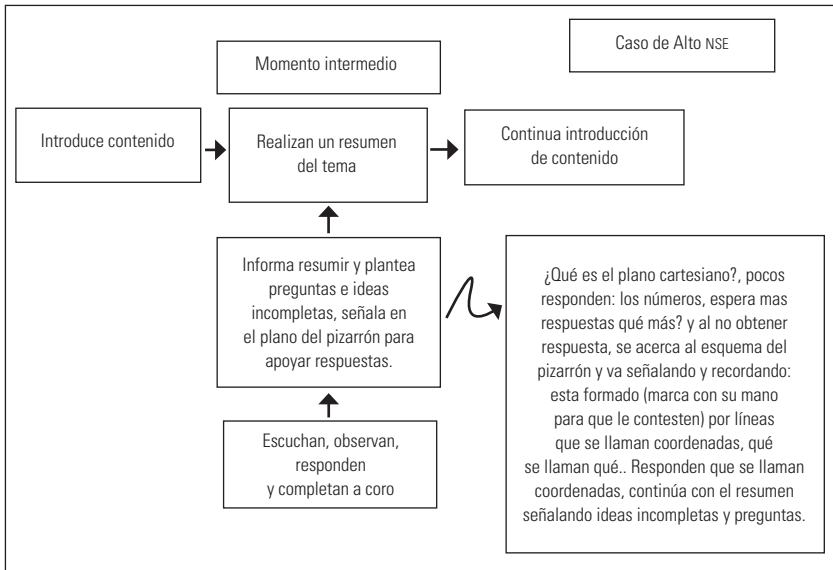 Caso de Alto NSE
Momento intermedio
Introduce contenido
Realizan un resumen
del tema
Continua introducción
de contenido
Informa resumir y plantea
preguntas e ideas
incompletas, señala en
el plano del pizarrón para
apoyar respuestas.
¿Qué es el plano cartesiano?, pocos
responden: los números, espera mas
respuestas qué más? y al no obtener
respuesta, se acerca al esquema del
pizarrón y va señalando y recordando:
esta formado (marca con su mano
para que le contesten) por líneas
que se llaman coordenadas, qué
se llaman qué.. Responden que se llaman
coordenadas, continúa con el resumen
señalando ideas incompletas y preguntas.
Escuchan, observan,
responden
y completan a coro